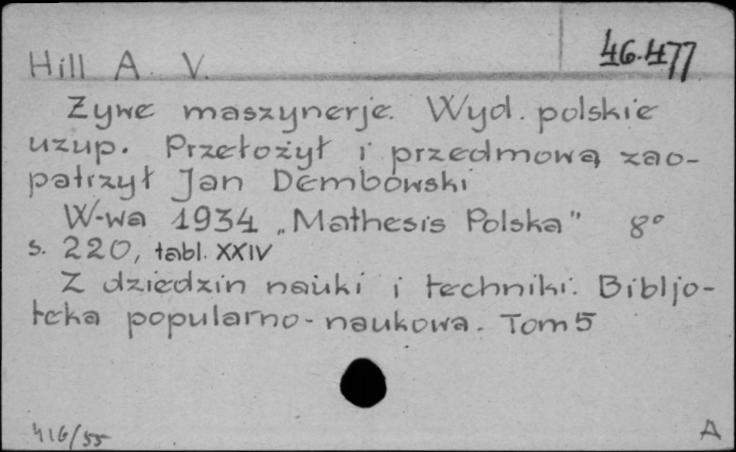 46.477
Hill A. V.
Żywe maszynerje. Wyd. polskie
uzup. Przełożył i przedmową zao-
patrzył Jan Dembowski
W-wa 1934 „Mathesis Polska" 8°
s. 220, tabl. XXIV
Z dziedzin nauki i techniki. Bibljo-
teka popularno-naukowa. Tom 5
416/55
A